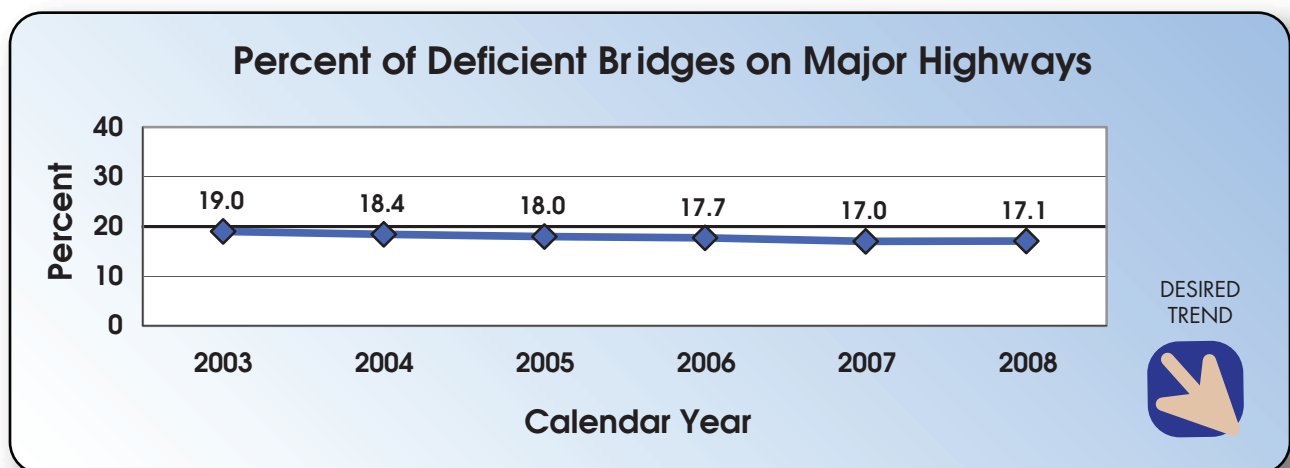 Percent of Deficient Bridges on Major Highways
Percent
40
30
20
10
0
19.0 18.4 18.0 17.7 17.0 17.1
2003 2004 2005 2006 2007 2008
Calendar Year
DESIRED
TREND